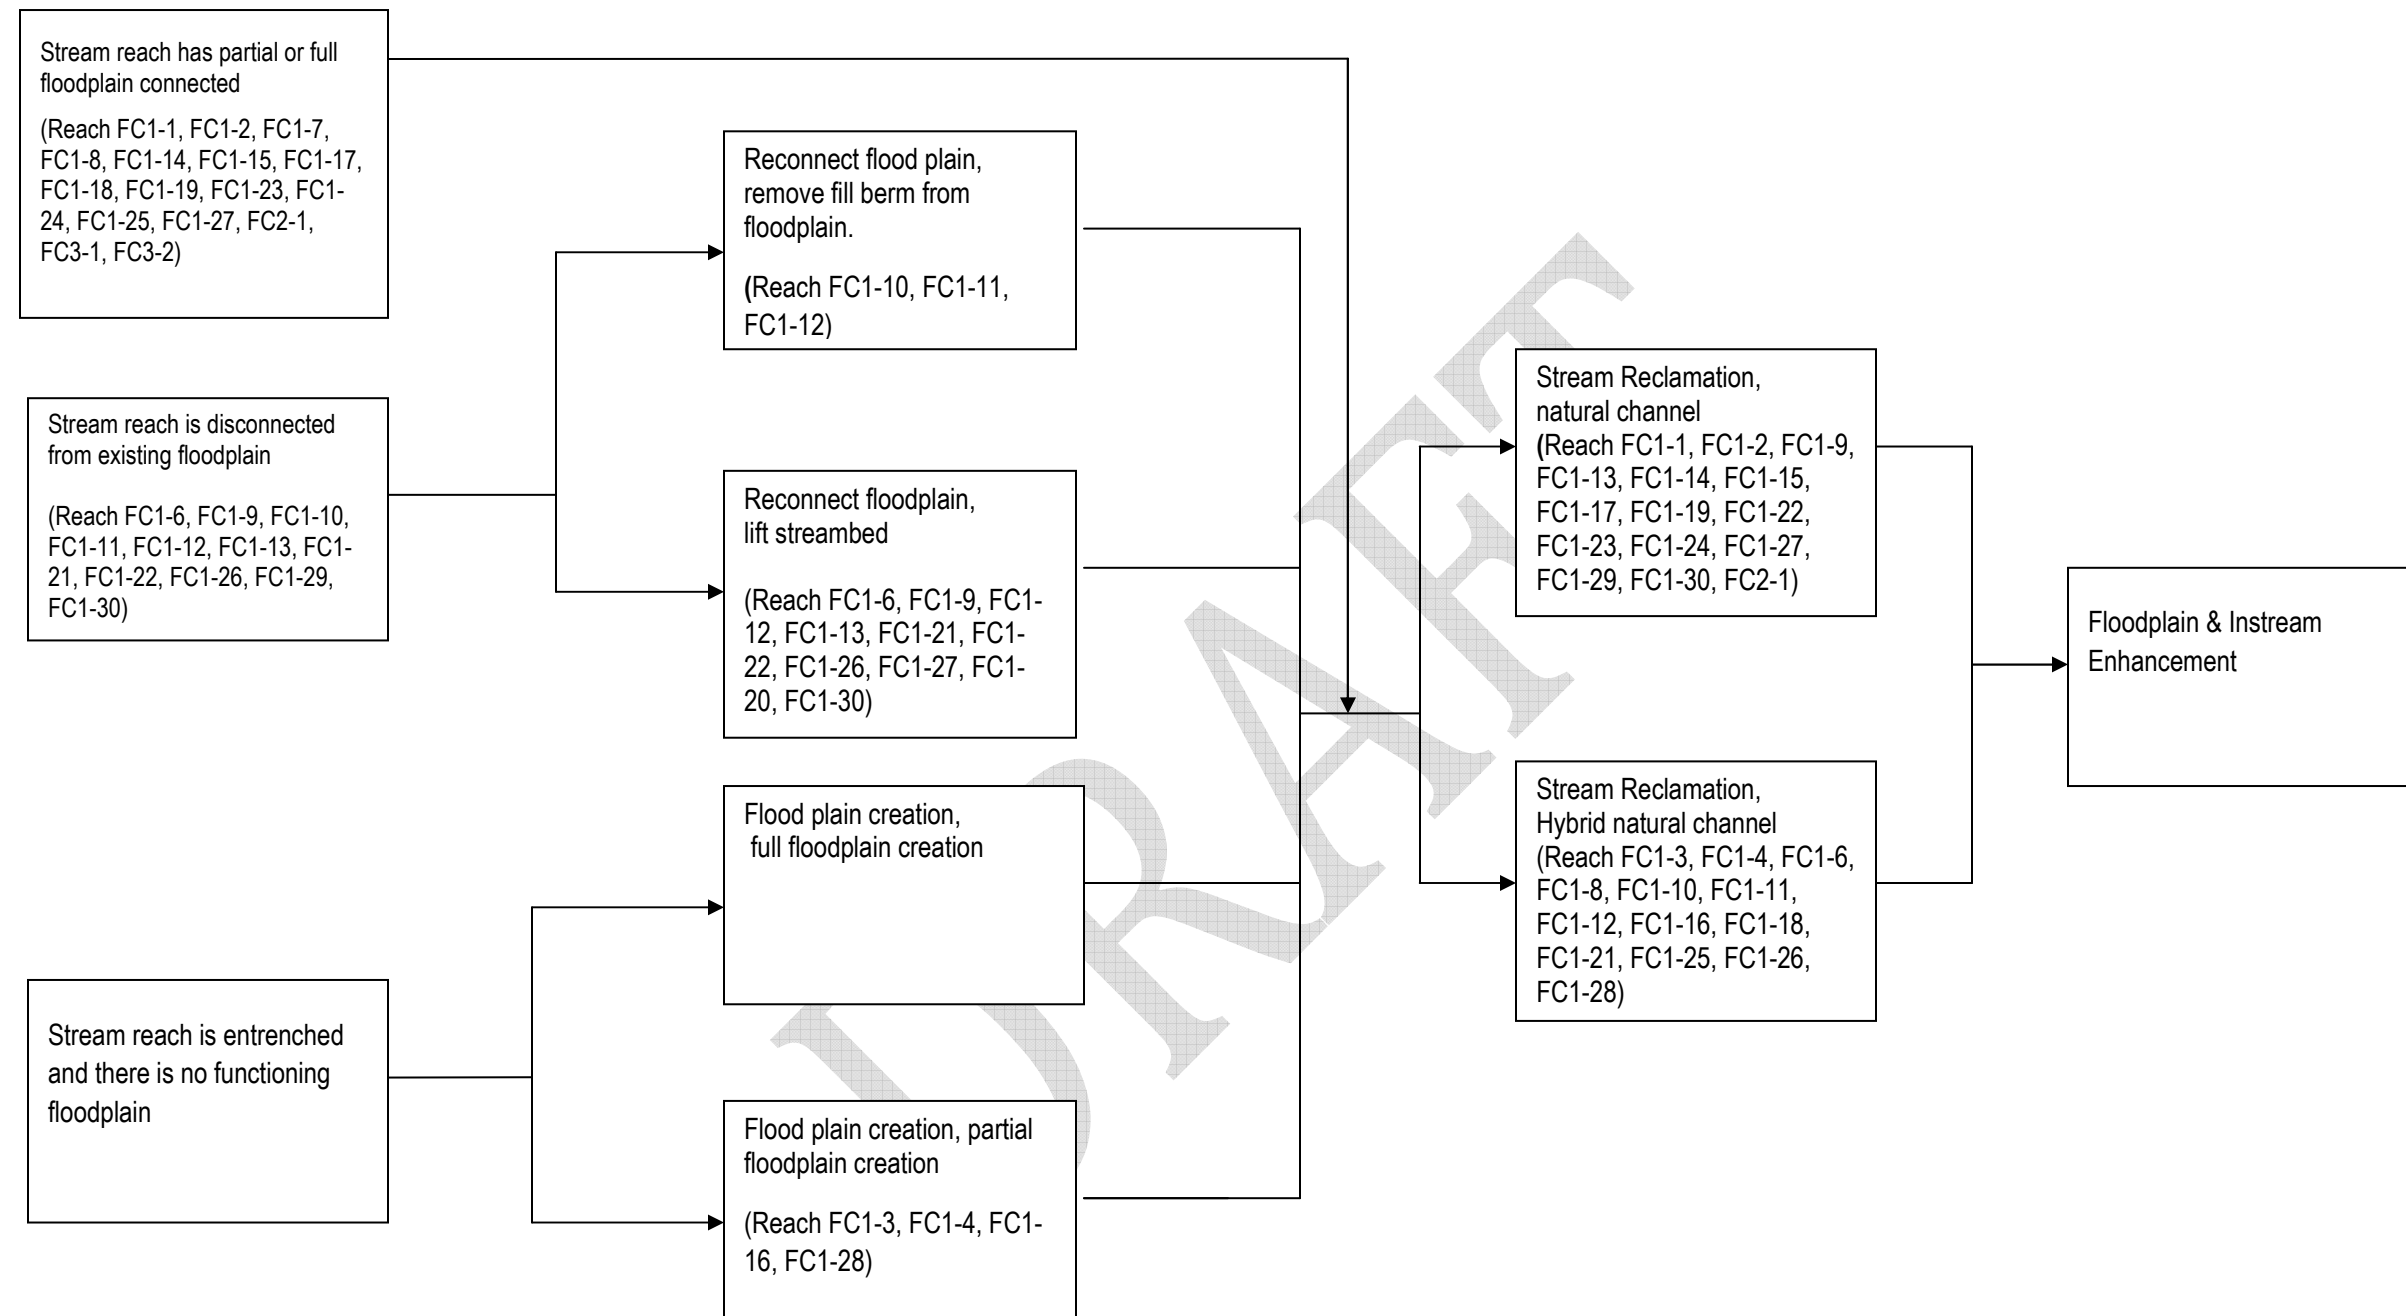 Stream reach has partial or full
floodplain connected
(Reach FC1-1, FC1-2, FC1-7,
FC1-8, FC1-14, FC1-15, FC1-17,
FC1-18, FC1-19, FC1-23, FC1-
24, FC1-25, FC1-27, FC2-1,
FC3-1, FC3-2)
Stream reach is disconnected
from existing floodplain
(Reach FC1-6, FC1-9, FC1-10,
FC1-11, FC1-12, FC1-13, FC1-
21, FC1-22, FC1-26, FC1-29,
FC1-30)
Stream reach is entrenched
and there is no functioning
floodplain
Reconnect flood plain,
remove fill berm from
floodplain.
(Reach FC1-10, FC1-11,
FC1-12)
Reconnect floodplain,
lift streambed
(Reach FC1-6, FC1-9, FC1-
12, FC1-13, FC1-21, FC1-
22, FC1-26, FC1-27, FC1-
20, FC1-30)
Flood plain creation,
full floodplain creation
Flood plain creation, partial
floodplain creation
(Reach FC1-3, FC1-4, FC1-
16, FC1-28)
Stream Reclamation,
natural channel
(Reach FC1-1, FC1-2, FC1-9,
FC1-13, FC1-14, FC1-15,
FC1-17, FC1-19, FC1-22,
FC1-23, FC1-24, FC1-27,
FC1-29, FC1-30, FC2-1)
Stream Reclamation,
Hybrid natural channel
(Reach FC1-3, FC1-4, FC1-6,
FC1-8, FC1-10, FC1-11,
FC1-12, FC1-16, FC1-18,
FC1-21, FC1-25, FC1-26,
FC1-28)
Floodplain & Instream
Enhancement
DRAFT